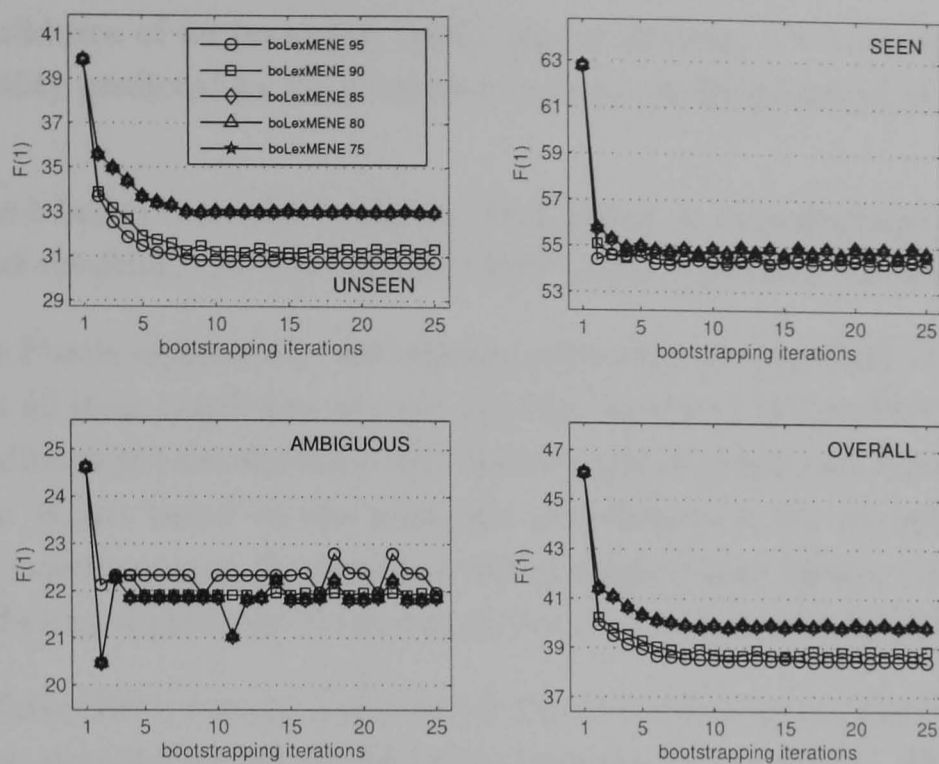 41
39
37
35
33
31
29
F(1)
boLexMENE 95
boLexMENE 90
boLexMENE 85
boLexMENE 80
boLexMENE 75
UNSEEN
1 5 10 15 20 25
bootstrapping iterations
SEEN
63
61
59
57
55
53
F(1)
1 5 10 15 20 25
bootstrapping iterations
AMBIGUOUS
25
24
23
22
21
20
F(1)
1 5 10 15 20 25
bootstrapping iterations
OVERALL
47
45
43
41
39
37
F(1)
1 5 10 15 20 25
bootstrapping iterations